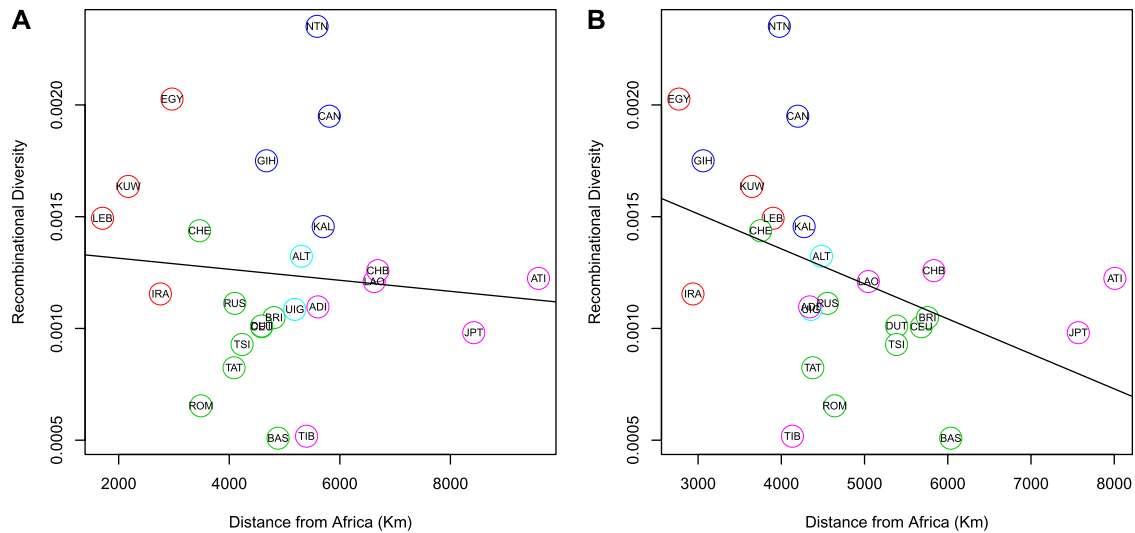 A
NTN
EGY
CAN
GIH
KUW
LEB
KAL
CHE
ALT
CHB
LAO
ATI
IRA
RUS
UIG
ADI
BRI
DUT
TSI
JPT
TAT
ROM
BAS
TIB
0.0005
0.0010
0.0015
0.0020
Recombinational Diversity
2000
4000
6000
8000
Distance from Africa (Km)
B
NTN
EGY
CAN
GIH
KUW
LEB
CHE
KAL
ALT
CHB
LAO
ATI
IRA
ADI
UIG
RUS
BRI
DUT
CEU
TSI
JPT
TAT
ROM
TIB
BAS
0.0005
0.0010
0.0015
0.0020
Recombinational Diversity
3000
4000
5000
6000
7000
8000
Distance from Africa (Km)